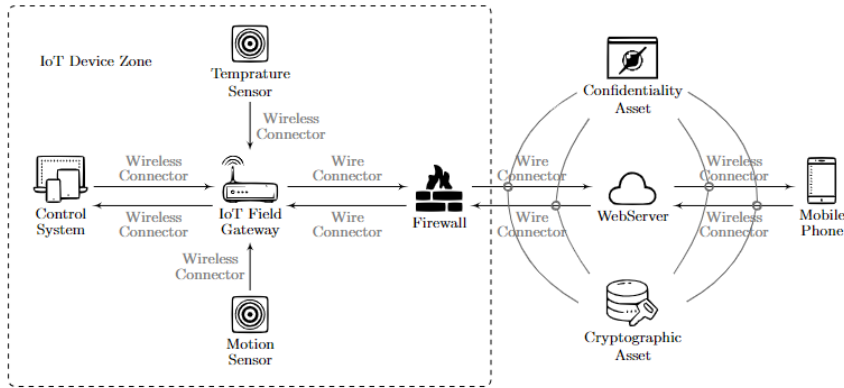 IoT Device Zone
Temprature
Sensor
Confidentiality
Asset
Wireless
Connector
Wireless
Connector
Wire
Connector
Wire
Connector
Wireless
Connector
Control
System
Wireless
Connector
IoT Field
Gateway
Wire
Connector
Firewall
Wire
Connector
WebServer
Wireless
Connector
Mobile
Phone
Wireless
Connector
Motion
Sensor
Cryptographic
Asset